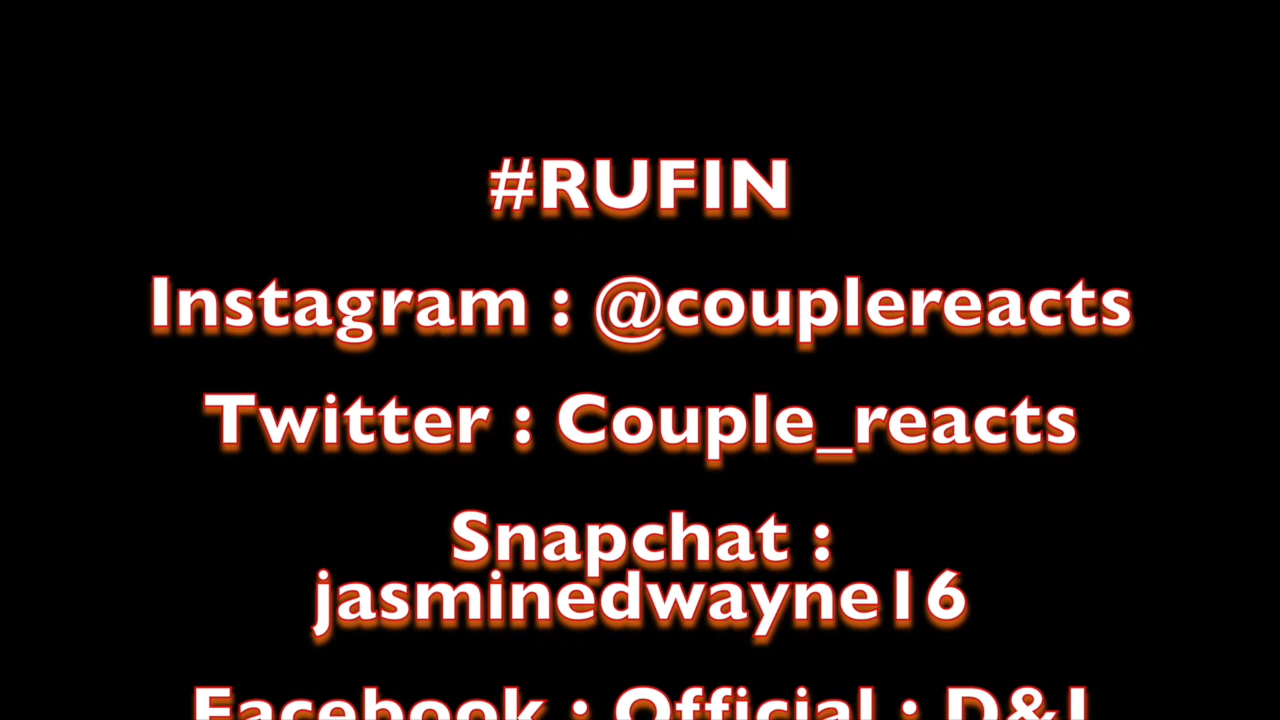 #RUFIN
Instagram : @couplereacts
Twitter : Couple_reacts
Snapchat :
jasminedwayne16
Facebook : Official : D&J